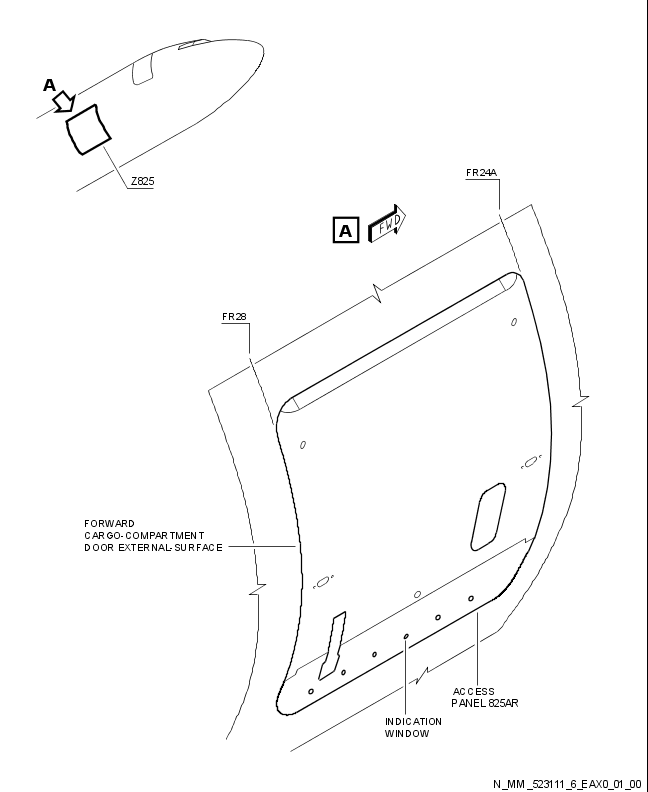 A
Z825
FR24A
A
FWD
FR28
FORWARD
CARGO-COMPARTMENT
DOOR EXTERNAL-SURFACE
ACCESS
PANEL 825AR
INDICATION
WINDOW
N_MM_523111_6_EAX0_01_00